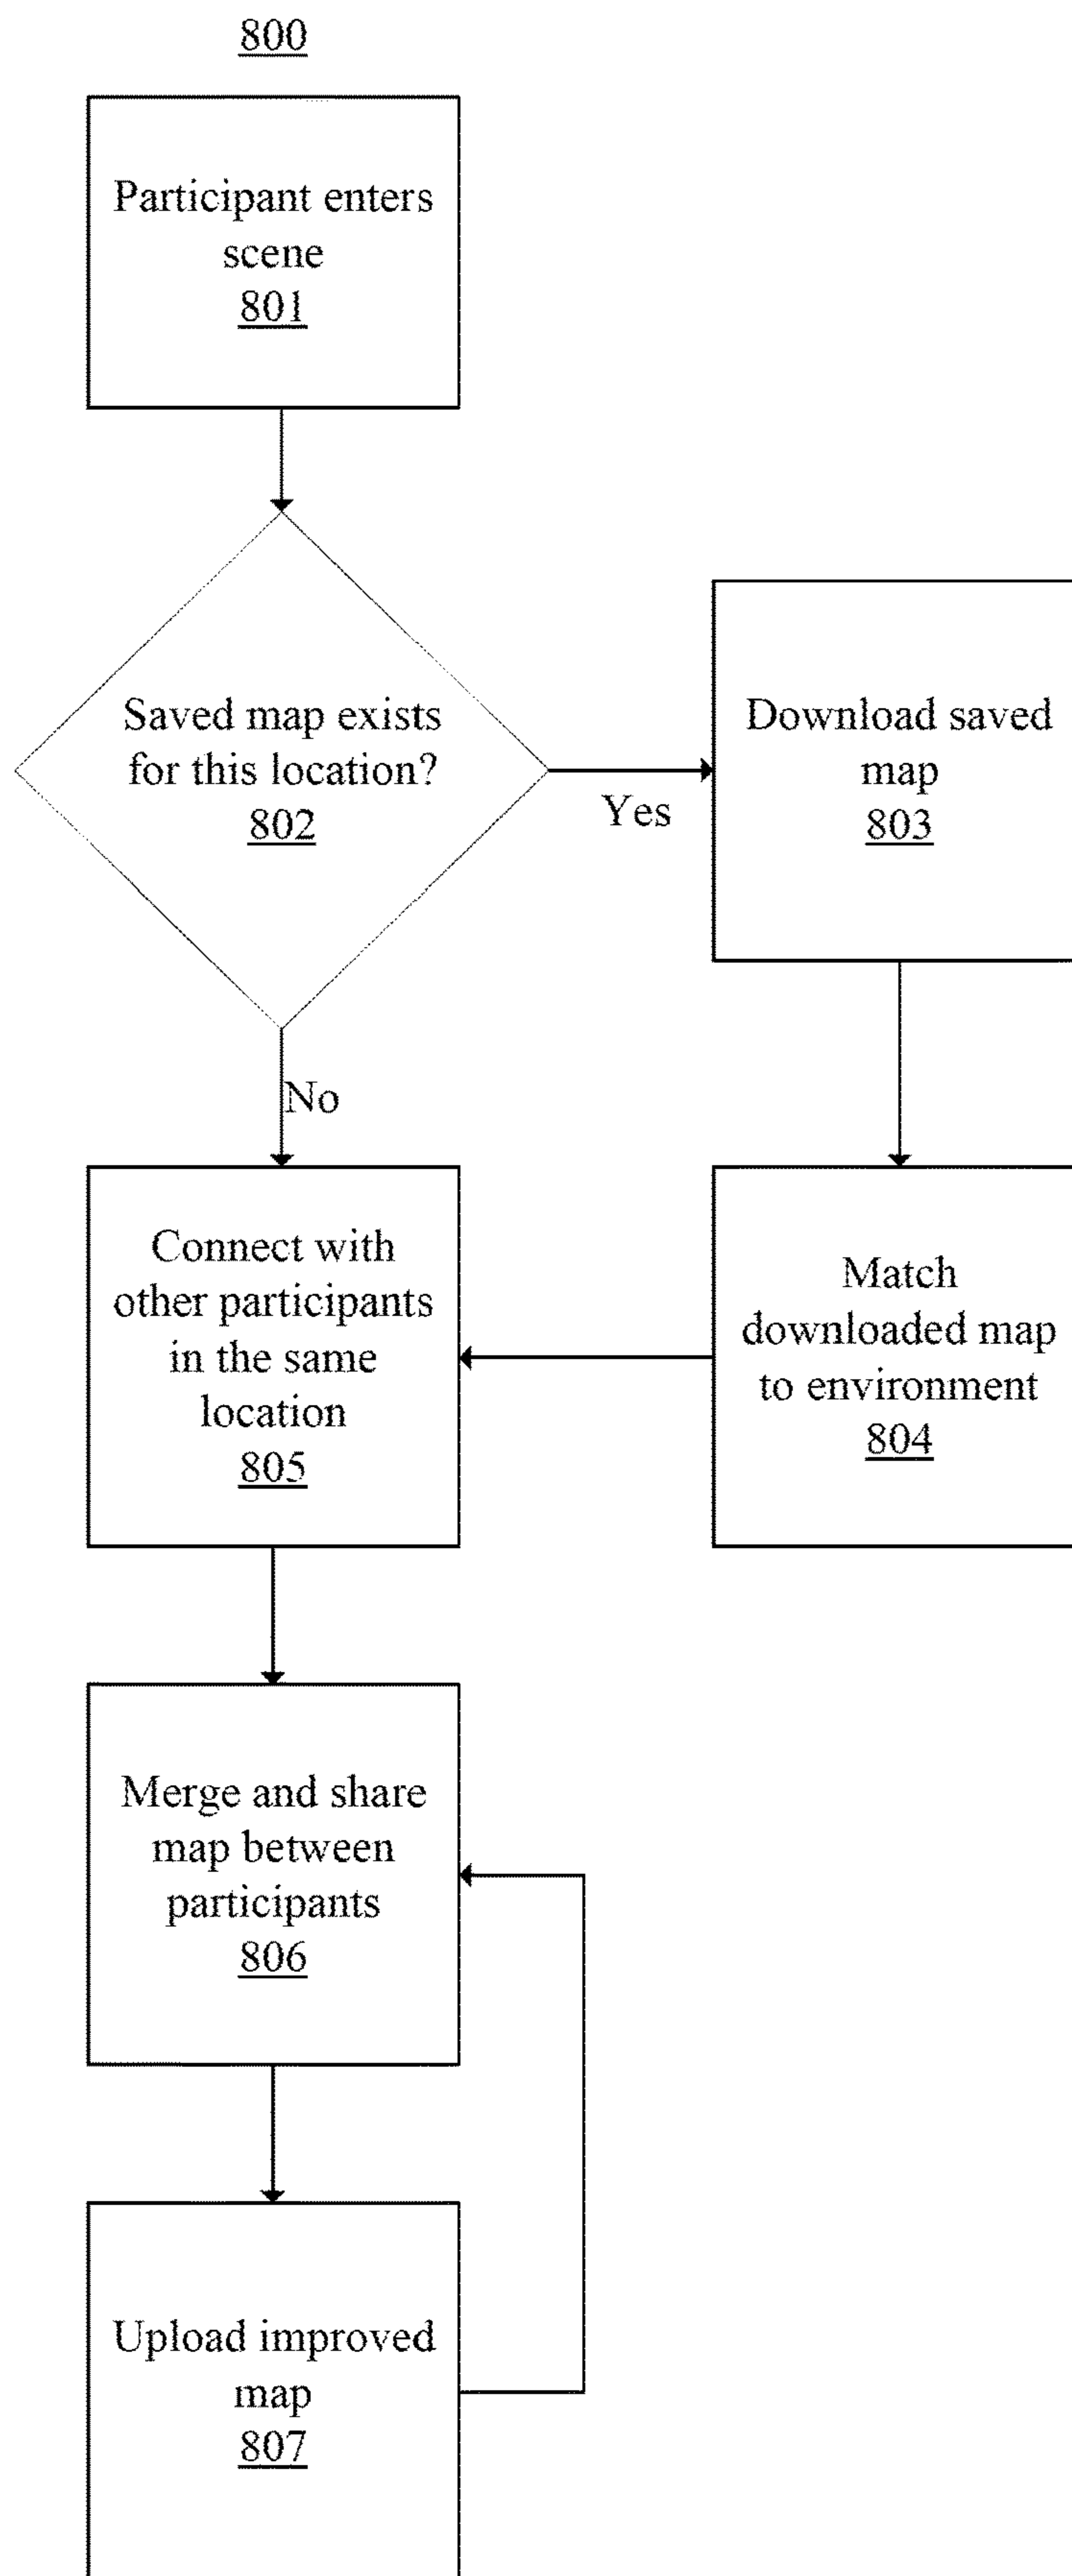 800
Participant enters
scene
801
Saved map exists
for this location?
802
Yes
Download saved
map
803
No
Connect with
other participants
in the same
location
805
Match
downloaded map
to environment
804
Merge and share
map between
participants
806
Upload improved
map
807